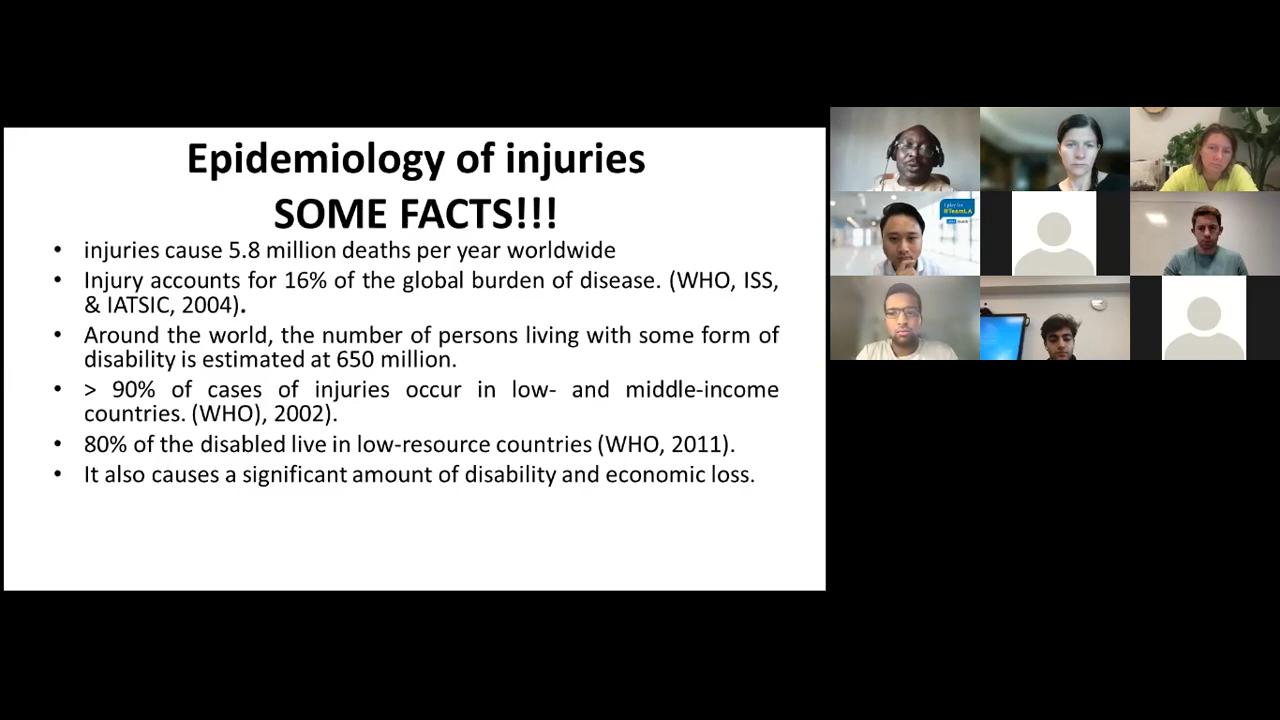 Epidemiology of injuries
SOME FACTS!!!
• injuries cause 5.8 million deaths per year worldwide
• Injury accounts for 16% of the global burden of disease. (WHO, ISS,
& IATSIC, 2004).
• Around the world, the number of persons living with some form of
disability is estimated at 650 million.
• > 90% of cases of injuries occur in low- and middle-income
countries. (WHO), 2002).
• 80% of the disabled live in low-resource countries (WHO, 2011).
• It also causes a significant amount of disability and economic loss.
I play for
#TeamLA